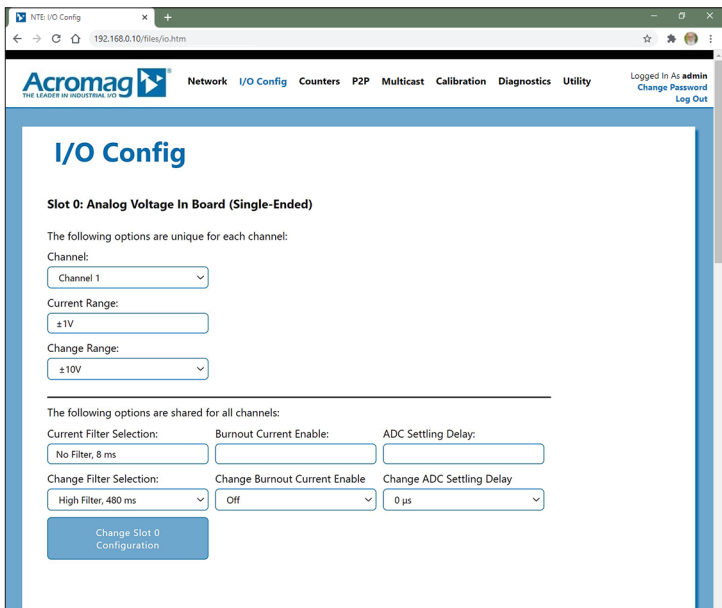 NTE: I/O Config
192.168.0.10/files/io.htm
Acromag
THE LEADER IN INDUSTRIAL I/O
®
Network I/O Config Counters P2P Multicast Calibration Diagnostics Utility
Logged In As admin
Change Password
Log Out
I/O Config
Slot 0: Analog Voltage In Board (Single-Ended)
The following options are unique for each channel:
Channel:
Channel 1
Current Range:
±1V
Change Range:
±10V
The following options are shared for all channels:
Current Filter Selection: Burnout Current Enable: ADC Settling Delay:
No Filter, 8 ms
Change Filter Selection: Change Burnout Current Enable Change ADC Settling Delay
High Filter, 480 ms Off 0 µs
Change Slot 0
Configuration